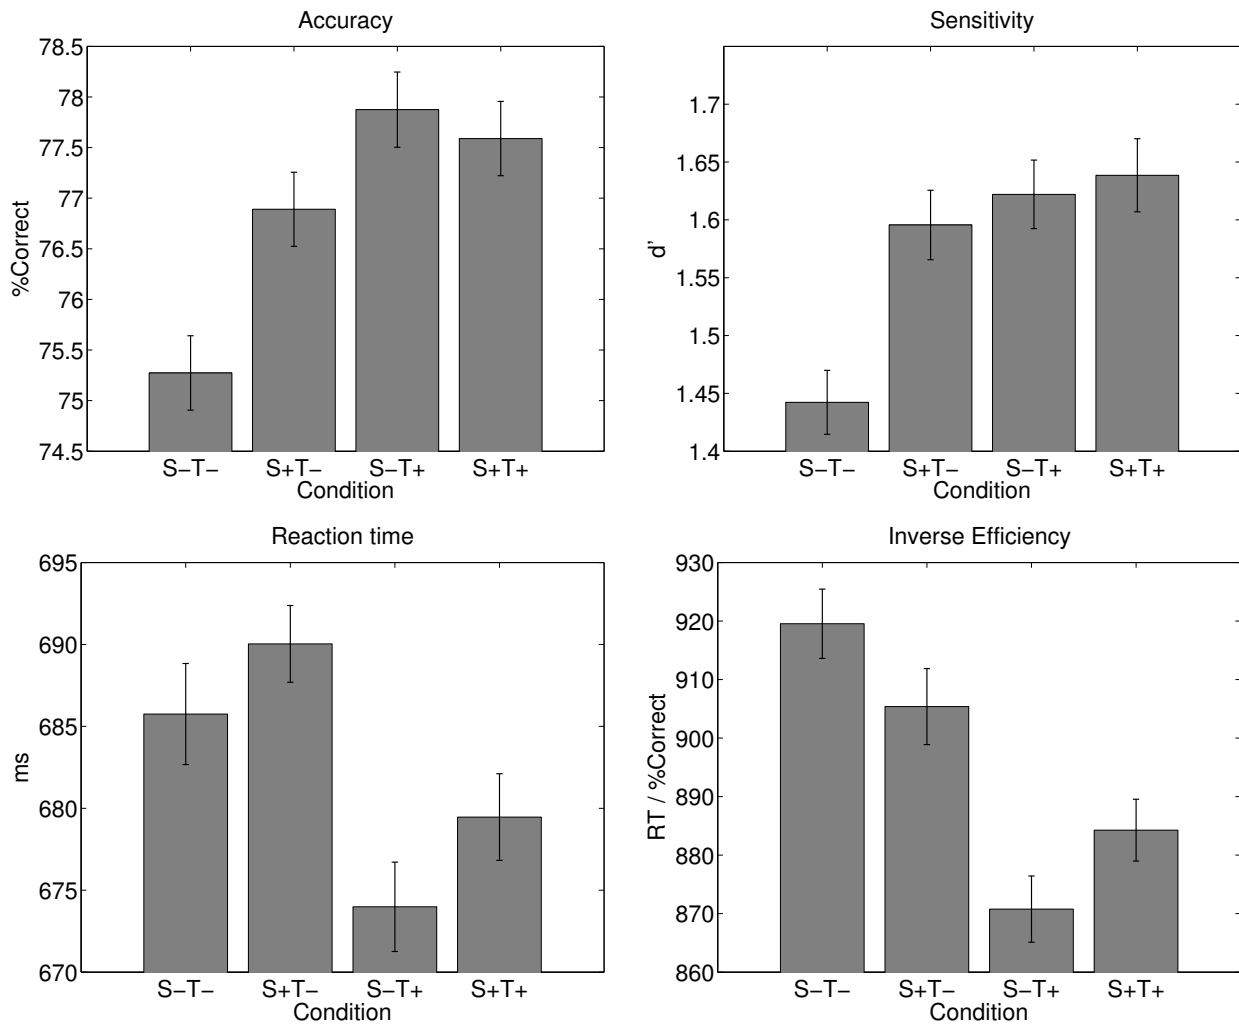 Accuracy
78.5
78
77.5
77
76.5
76
75.5
75
74.5
%Correct
S−T− S+T− S−T+ S+T+
Condition
Sensitivity
1.7
1.65
1.6
1.55
1.5
1.45
1.4
d'
S−T− S+T− S−T+ S+T+
Condition
Reaction time
695
690
685
680
675
670
ms
S−T− S+T− S−T+ S+T+
Condition
Inverse Efficiency
930
920
910
900
890
880
870
860
RT / %Correct
S−T− S+T− S−T+ S+T+
Condition